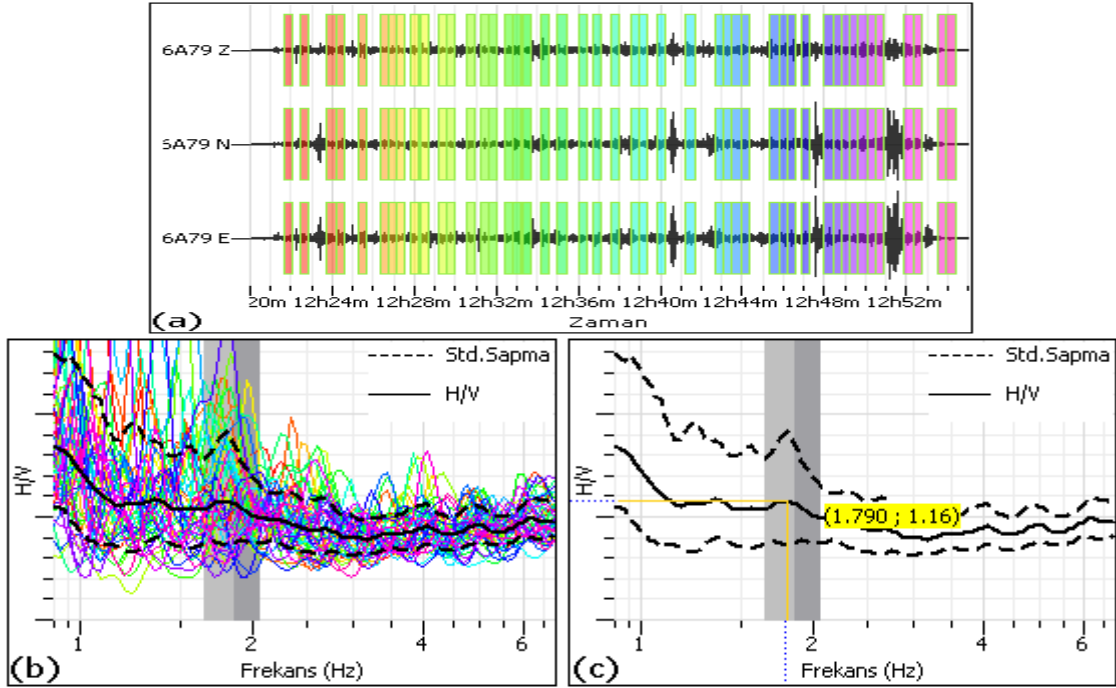 6A79 Z
5A79 N
6A79 E
20m 12h24m 12h28m 12h32m 12h36m 12h40m 12h44m 12h48m 12h52m
(a) Zaman
Std.Sapma
H/V
H/V
1 2 4 6
(b) Frekans (Hz)
Std.Sapma
H/V
H/V
(1.790 ; 1.16)
1 2 4 6
(c) Frekans (Hz)